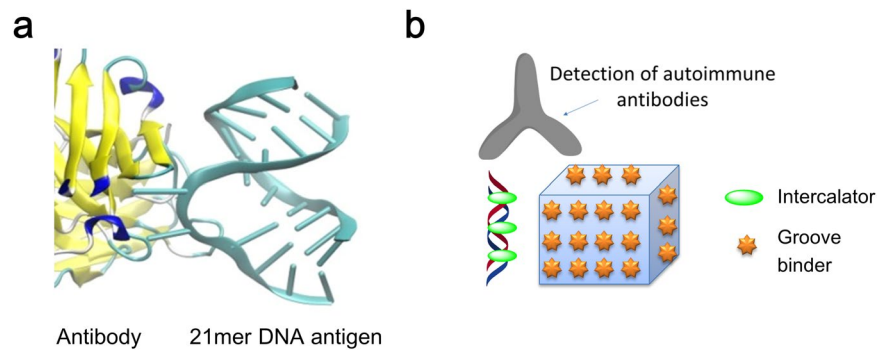 a
b
Detection of autoimmune
antibodies
Intercalator
Groove
binder
Antibody
21mer DNA antigen